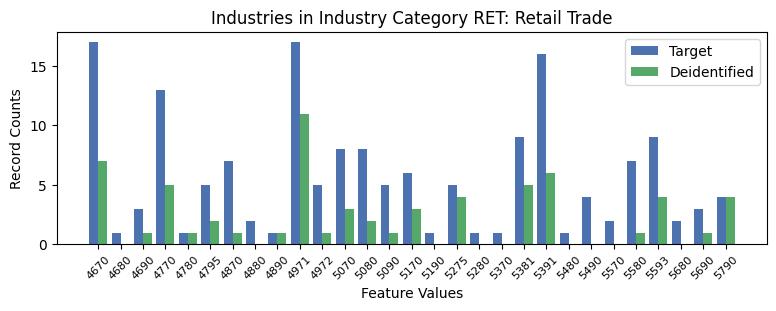 Industries in Industry Category RET: Retail Trade
Target
Deidentified
Record Counts
15
10
5
0
4670 4680 4690 4770 4780 4795 4870 4880 4890 4971 4972 5070 5080 5090 5170 5190 5275 5280 5370 5381 5391 5480 5490 5570 5580 5593 5680 5690 5790
Feature Values